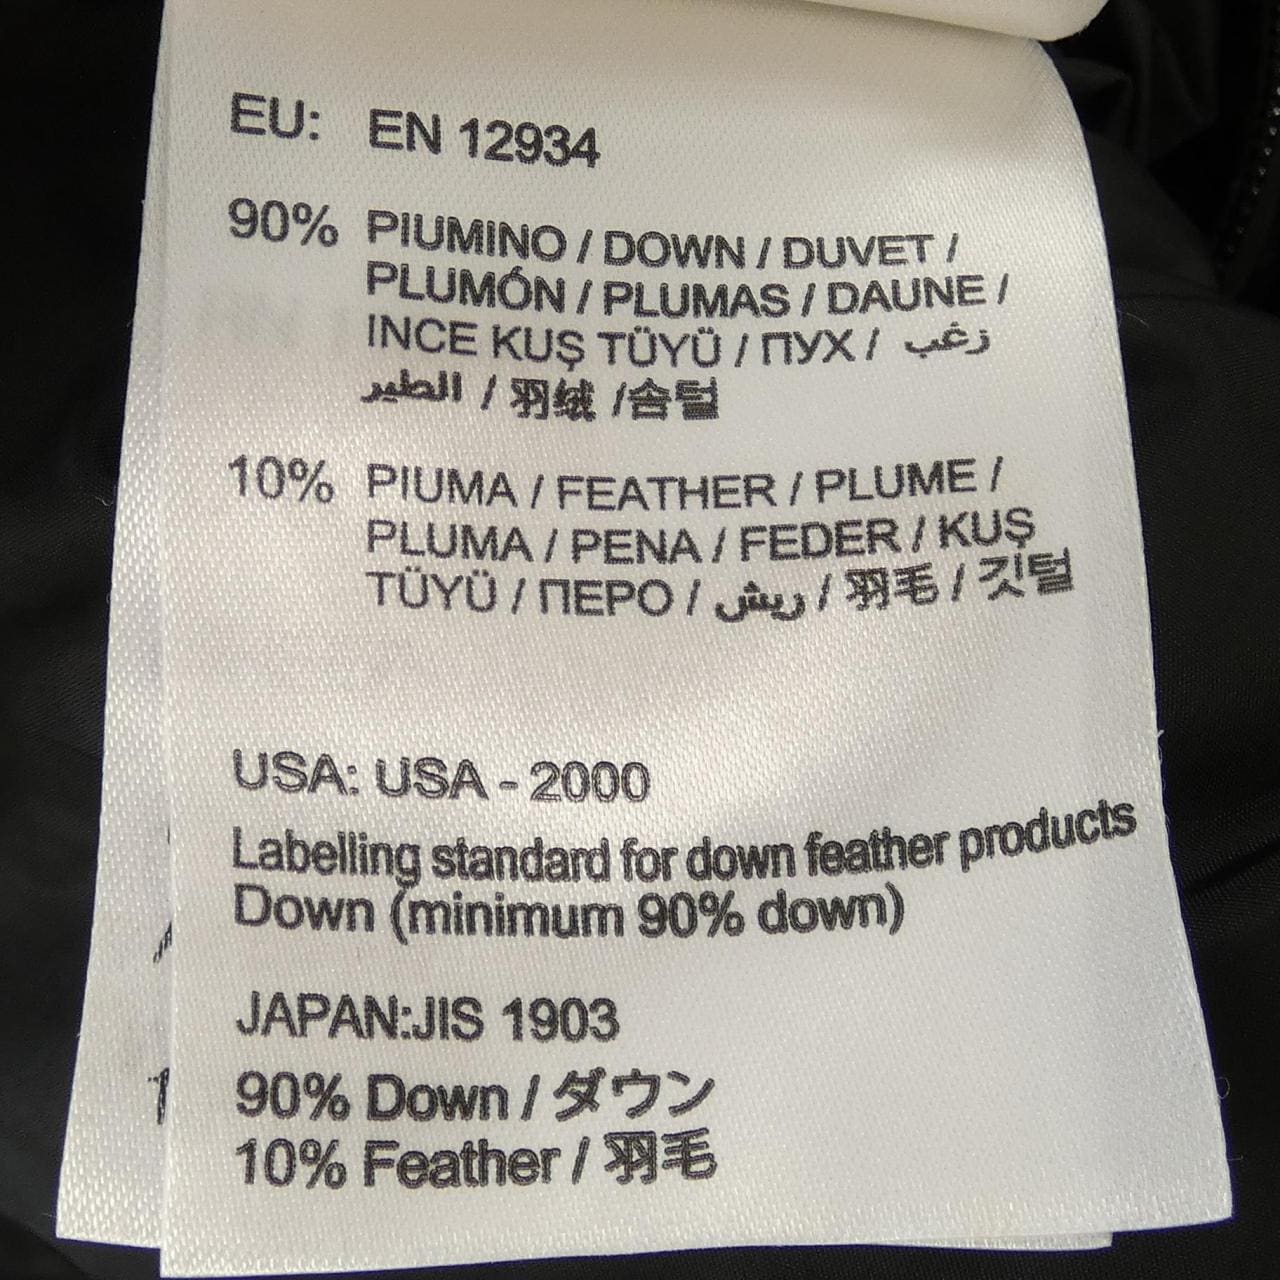 EU: EN 12934
90% PIUMINO / DOWN / DUVET /
PLUMÓN / PLUMAS / DAUNE /
INCE KUŞ TÜYÜ / ПУХ / زغب
الطير / 羽绒 /솜털
10% PIUMA / FEATHER / PLUME /
PLUMA / PENA / FEDER / KUŞ
TÜYÜ / ПЕРО / ريش / 羽毛 / 깃털
USA: USA - 2000
Labelling standard for down feather products
Down (minimum 90% down)
JAPAN:JIS 1903
90% Down / ダウン
10% Feather / 羽毛